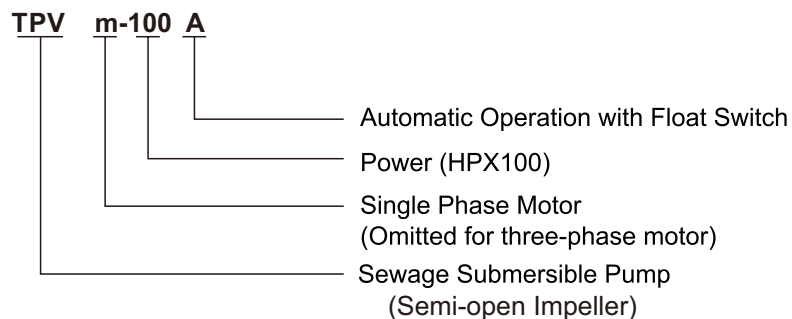 TPV m-100 A
Automatic Operation with Float Switch
Power (HPX100)
Single Phase Motor
(Omitted for three-phase motor)
Sewage Submersible Pump
(Semi-open Impeller)